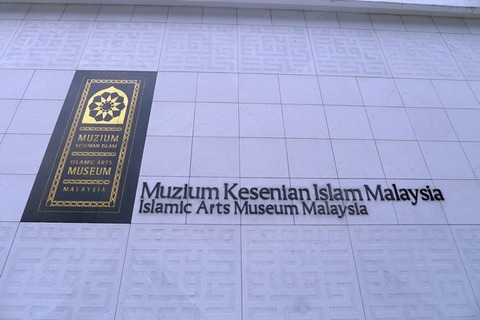 MUZIUM
KESENIAN ISLAM
ISLAMIC ARTS
MUSEUM
MALAYSIA
Muzium Kesenian Islam Malaysia
Islamic Arts Museum Malaysia